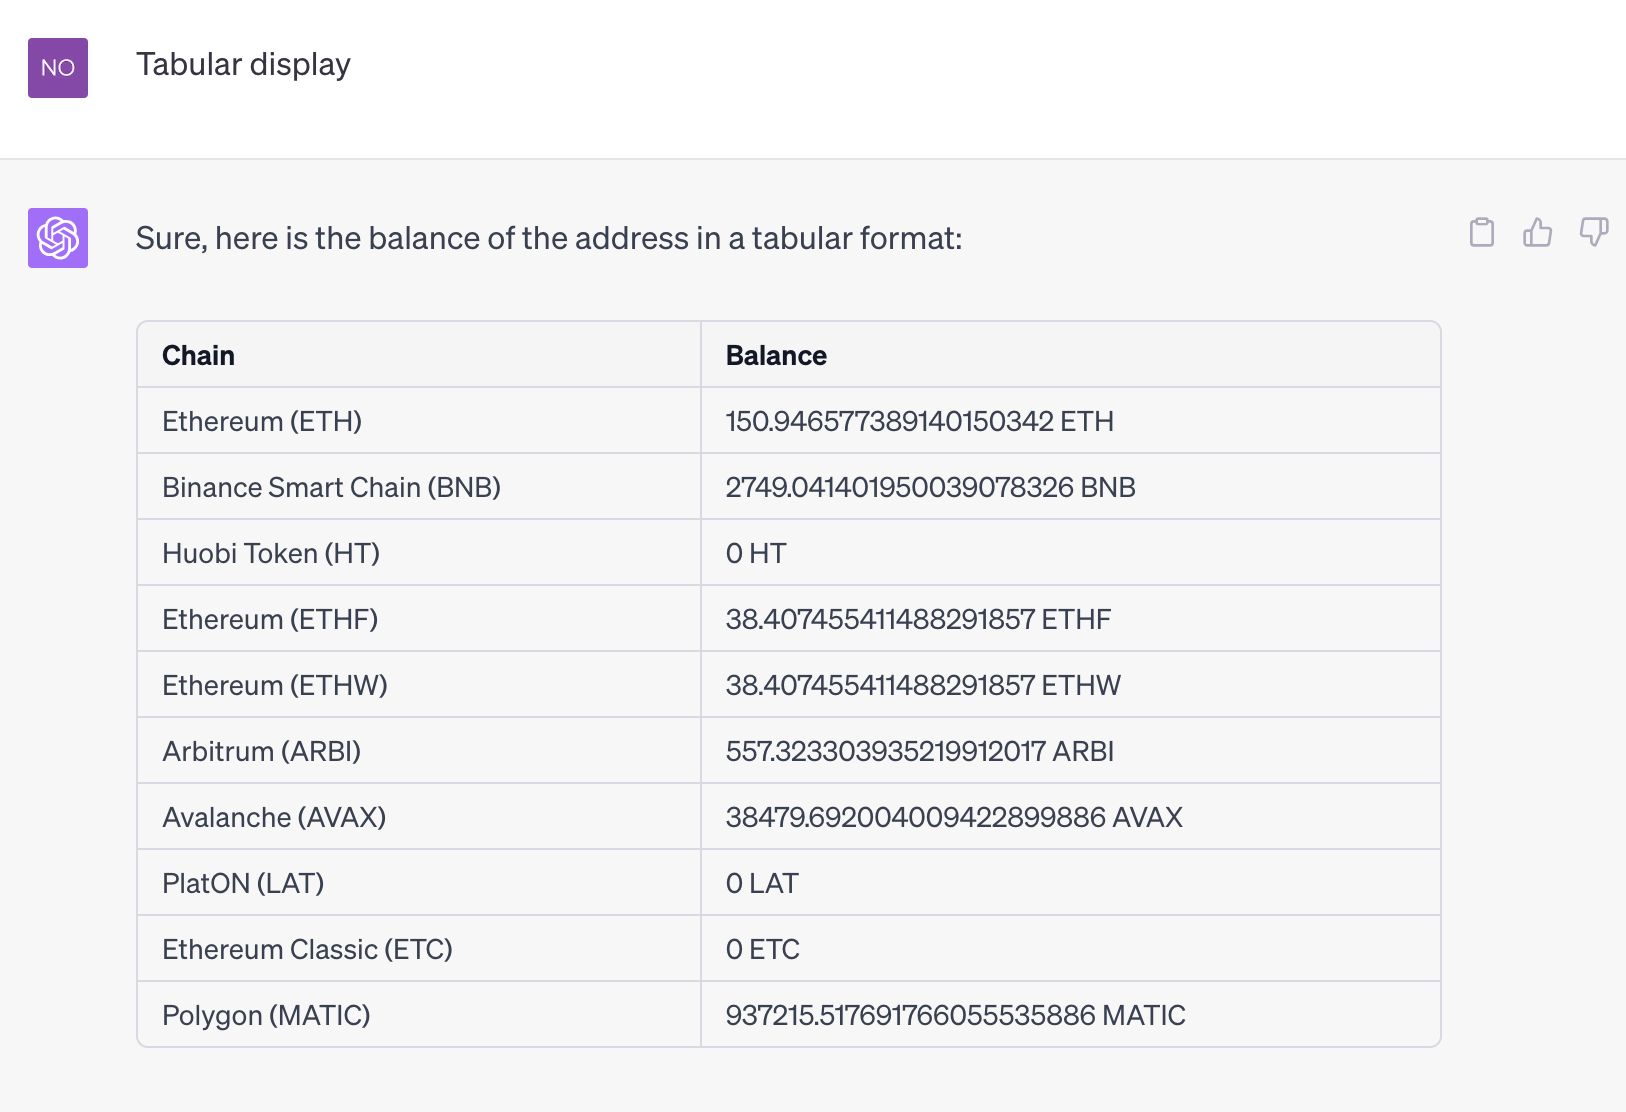 NO
Tabular display
Sure, here is the balance of the address in a tabular format:
Chain Balance
Ethereum (ETH) 150.946577389140150342 ETH
Binance Smart Chain (BNB) 2749.041401950039078326 BNB
Huobi Token (HT) 0 HT
Ethereum (ETHF) 38.407455411488291857 ETHF
Ethereum (ETHW) 38.407455411488291857 ETHW
Arbitrum (ARBI) 557.323303935219912017 ARBI
Avalanche (AVAX) 38479.692004009422899886 AVAX
PlatON (LAT) 0 LAT
Ethereum Classic (ETC) 0 ETC
Polygon (MATIC) 937215.517691766055535886 MATIC